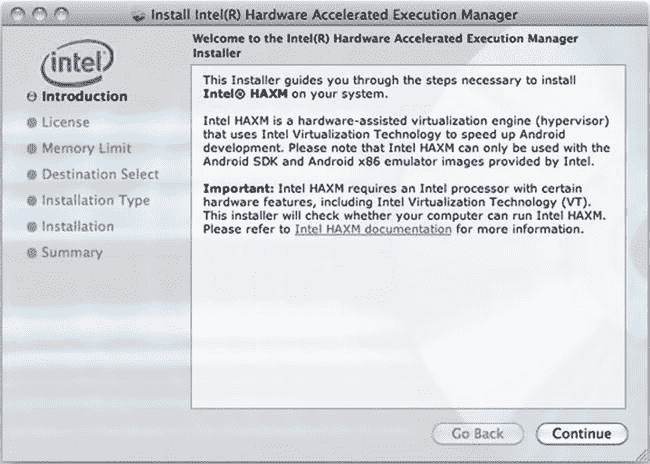 Install Intel(R) Hardware Accelerated Execution Manager
Welcome to the Intel(R) Hardware Accelerated Execution Manager
Installer
intel
Introduction
License
Memory Limit
Destination Select
Installation Type
Installation
Summary
This Installer guides you through the steps necessary to install
Intel® HAXM on your system.
Intel HAXM is a hardware-assisted virtualization engine (hypervisor)
that uses Intel Virtualization Technology to speed up Android
development. Please note that Intel HAXM can only be used with the
Android SDK and Android x86 emulator images provided by Intel.
Important: Intel HAXM requires an Intel processor with certain
hardware features, including Intel Virtualization Technology (VT).
This installer will check whether your computer can run Intel HAXM.
Please refer to Intel HAXM documentation for more information.
Go Back
Continue